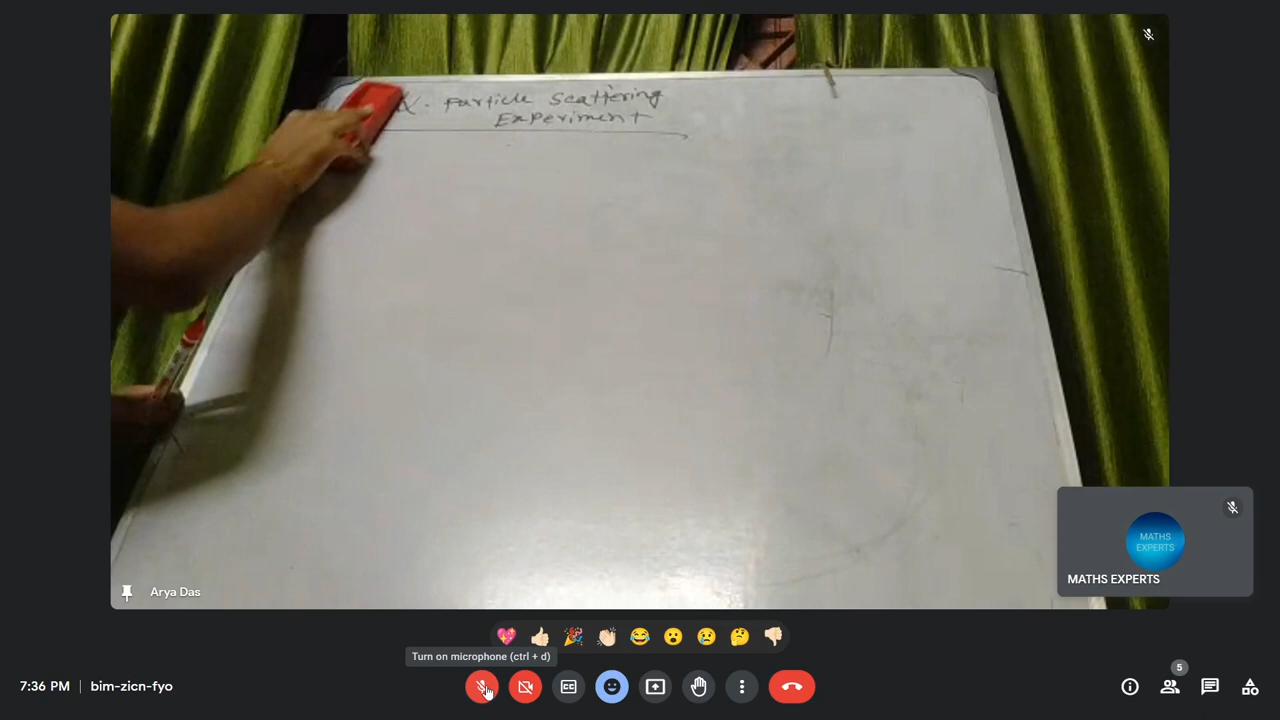 α. Particle Scattering
Experiment
MATHS
EXPERTS
MATHS EXPERTS
Arya Das
Turn on microphone (ctrl + d)
7:36 PM | bim-zicn-fyo
5